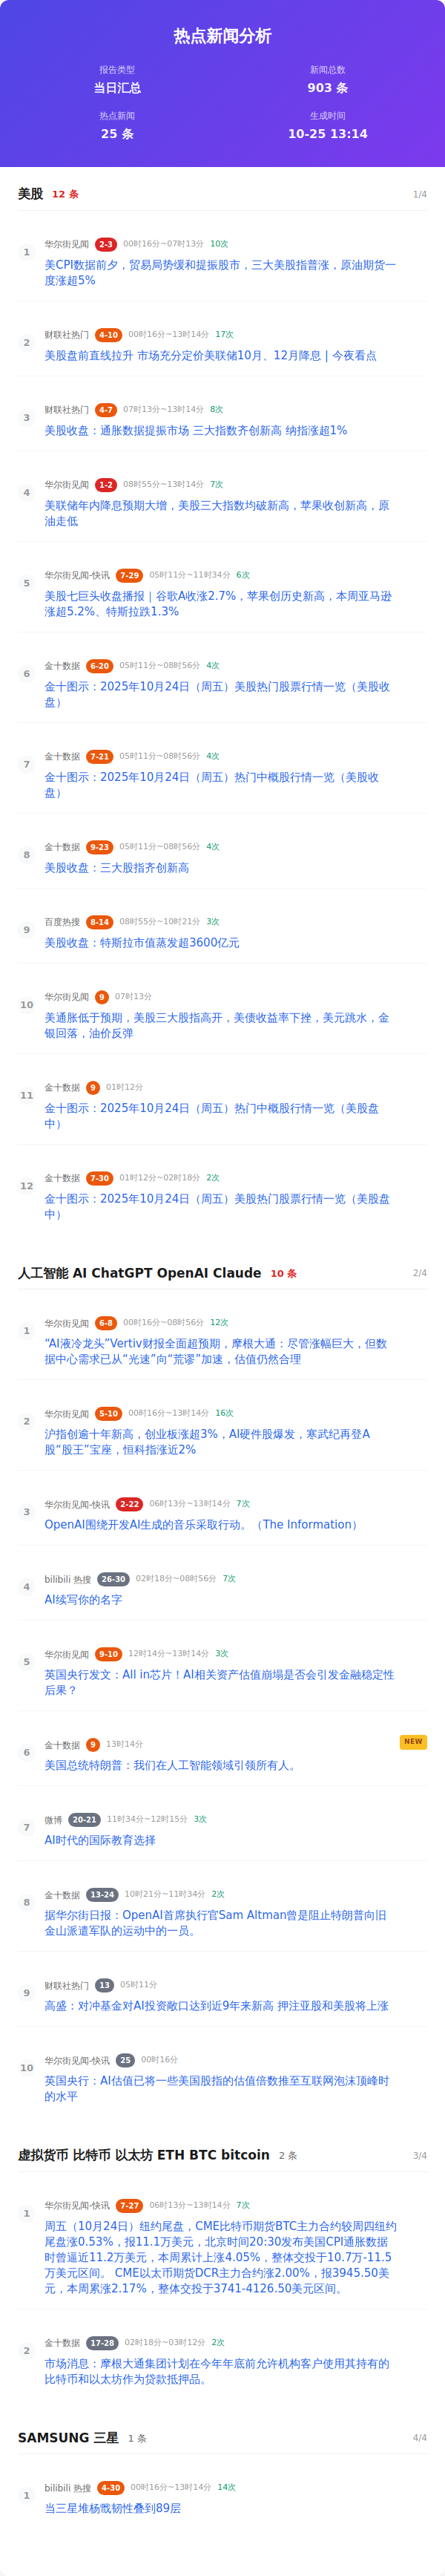 热点新闻分析
报告类型
当日汇总
新闻总数
903 条
热点新闻
25 条
生成时间
10-25 13:14
美股 12 条 1/4
1
华尔街见闻 2-3 00时16分~07时13分 10次
美CPI数据前夕，贸易局势缓和提振股市，三大美股指普涨，原油期货一
度涨超5%
2
财联社热门 4-10 00时16分~13时14分 17次
美股盘前直线拉升 市场充分定价美联储10月、12月降息 | 今夜看点
3
财联社热门 4-7 07时13分~13时14分 8次
美股收盘：通胀数据提振市场 三大指数齐创新高 纳指涨超1%
4
华尔街见闻 1-2 08时55分~13时14分 7次
美联储年内降息预期大增，美股三大指数均破新高，苹果收创新高，原
油走低
5
华尔街见闻-快讯 7-29 05时11分~11时34分 6次
美股七巨头收盘播报｜谷歌A收涨2.7%，苹果创历史新高，本周亚马逊
涨超5.2%、特斯拉跌1.3%
6
金十数据 6-20 05时11分~08时56分 4次
金十图示：2025年10月24日（周五）美股热门股票行情一览（美股收
盘）
7
金十数据 7-21 05时11分~08时56分 4次
金十图示：2025年10月24日（周五）热门中概股行情一览（美股收
盘）
8
金十数据 9-23 05时11分~08时56分 4次
美股收盘：三大股指齐创新高
9
百度热搜 8-14 08时55分~10时21分 3次
美股收盘：特斯拉市值蒸发超3600亿元
10
华尔街见闻 9 07时13分
美通胀低于预期，美股三大股指高开，美债收益率下挫，美元跳水，金
银回落，油价反弹
11
金十数据 9 01时12分
金十图示：2025年10月24日（周五）热门中概股行情一览（美股盘
中）
12
金十数据 7-30 01时12分~02时18分 2次
金十图示：2025年10月24日（周五）美股热门股票行情一览（美股盘
中）
人工智能 AI ChatGPT OpenAI Claude 10 条 2/4
1
华尔街见闻 6-8 00时16分~08时56分 12次
“AI液冷龙头”Vertiv财报全面超预期，摩根大通：尽管涨幅巨大，但数
据中心需求已从“光速”向“荒谬”加速，估值仍然合理
2
华尔街见闻 5-10 00时16分~13时14分 16次
沪指创逾十年新高，创业板涨超3%，AI硬件股爆发，寒武纪再登A
股“股王”宝座，恒科指涨近2%
3
华尔街见闻-快讯 2-22 06时13分~13时14分 7次
OpenAI围绕开发AI生成的音乐采取行动。（The Information）
4
bilibili 热搜 26-30 02时18分~08时56分 7次
AI续写你的名字
5
华尔街见闻 9-10 12时14分~13时14分 3次
英国央行发文：All in芯片！AI相关资产估值崩塌是否会引发金融稳定性
后果？
6
金十数据 9 13时14分 NEW
美国总统特朗普：我们在人工智能领域引领所有人。
7
微博 20-21 11时34分~12时15分 3次
AI时代的国际教育选择
8
金十数据 13-24 10时21分~11时34分 2次
据华尔街日报：OpenAI首席执行官Sam Altman曾是阻止特朗普向旧
金山派遣军队的运动中的一员。
9
财联社热门 13 05时11分
高盛：对冲基金对AI投资敞口达到近9年来新高 押注亚股和美股将上涨
10
华尔街见闻-快讯 25 00时16分
英国央行：AI估值已将一些美国股指的估值倍数推至互联网泡沫顶峰时
的水平
虚拟货币 比特币 以太坊 ETH BTC bitcoin 2 条 3/4
1
华尔街见闻-快讯 7-27 06时13分~13时14分 7次
周五（10月24日）纽约尾盘，CME比特币期货BTC主力合约较周四纽约
尾盘涨0.53%，报11.1万美元，北京时间20:30发布美国CPI通胀数据
时曾逼近11.2万美元，本周累计上涨4.05%，整体交投于10.7万-11.5
万美元区间。 CME以太币期货DCR主力合约涨2.00%，报3945.50美
元，本周累涨2.17%，整体交投于3741-4126.50美元区间。
2
金十数据 17-28 02时18分~03时12分 2次
市场消息：摩根大通集团计划在今年年底前允许机构客户使用其持有的
比特币和以太坊作为贷款抵押品。
SAMSUNG 三星 1 条 4/4
1
bilibili 热搜 4-30 00时16分~13时14分 14次
当三星堆杨戬韧性叠到89层